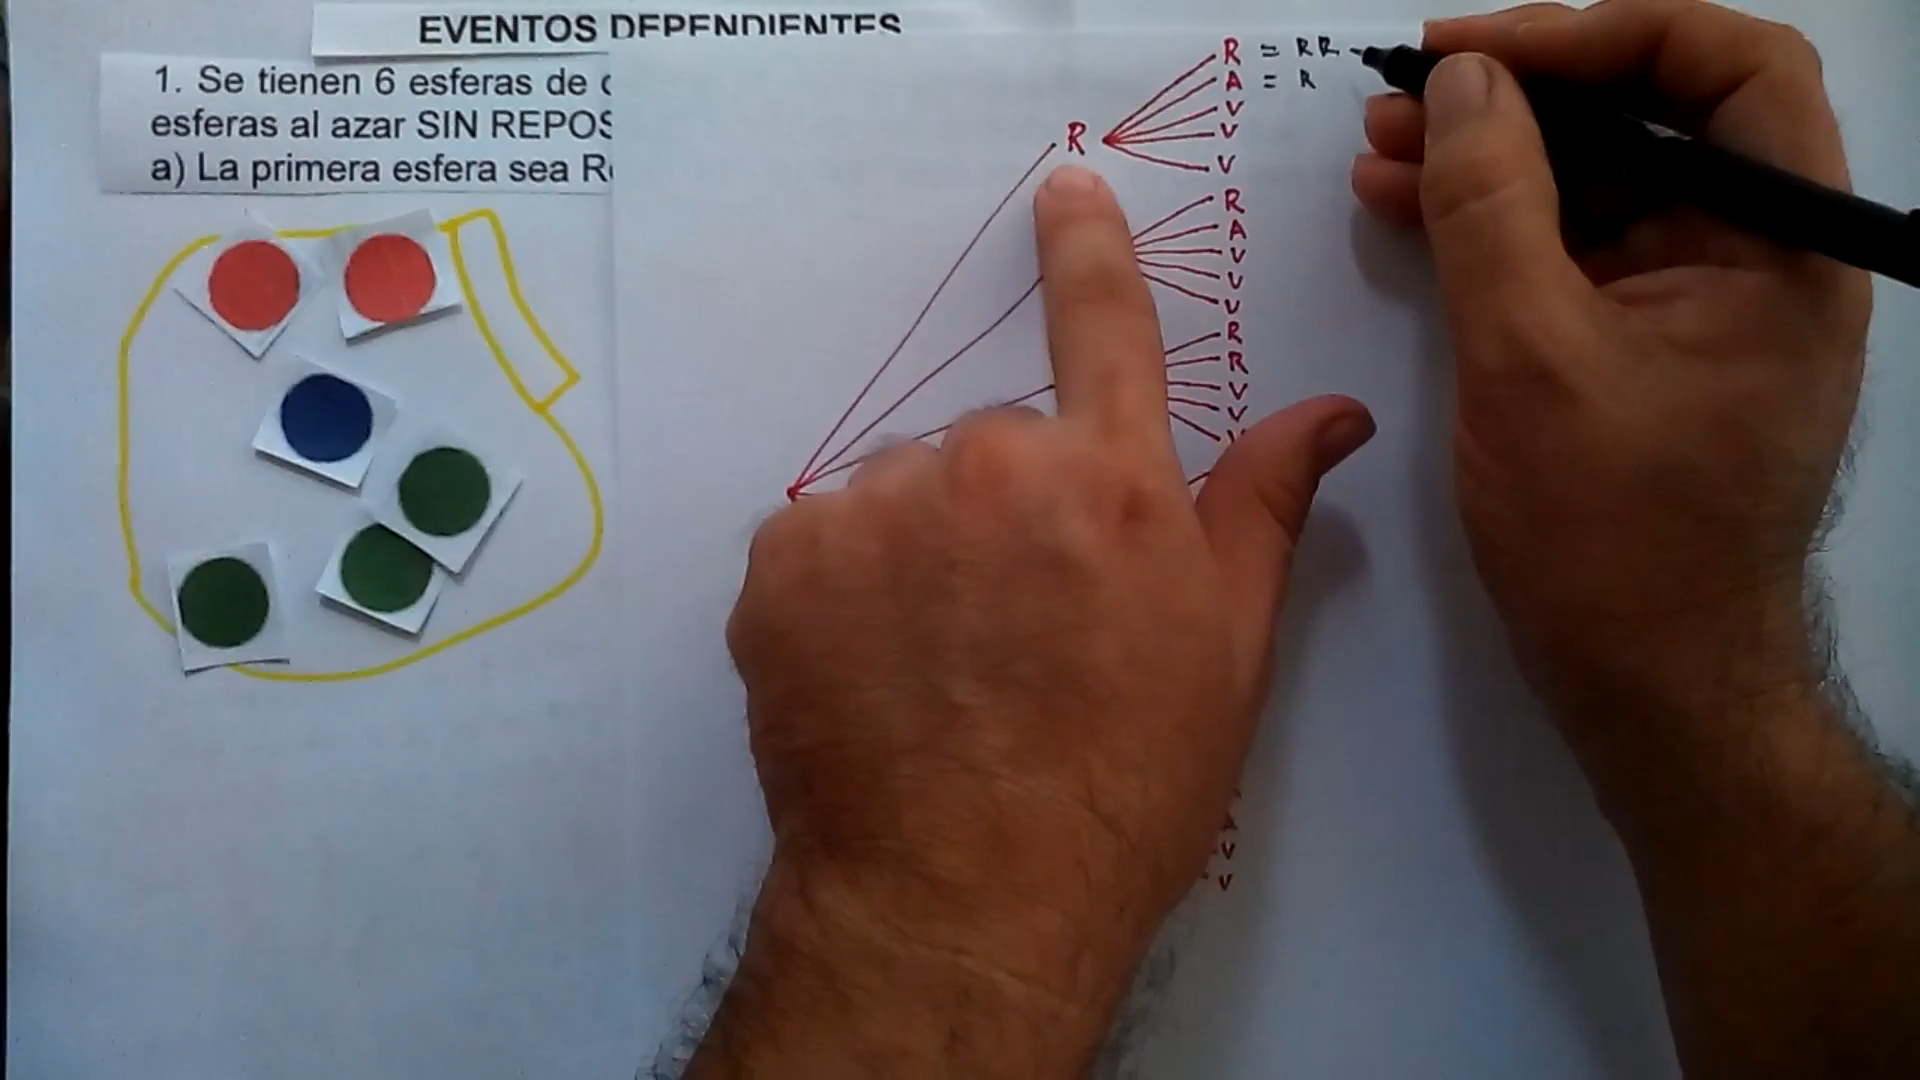 EVENTOS DEPENDIENTES
1. Se tienen 6 esferas de
esferas al azar SIN REPOS
a) La primera esfera sea R
R = RR
A = R
V
V
V
R
R
A
V
V
V
R
R
V
V
V
V